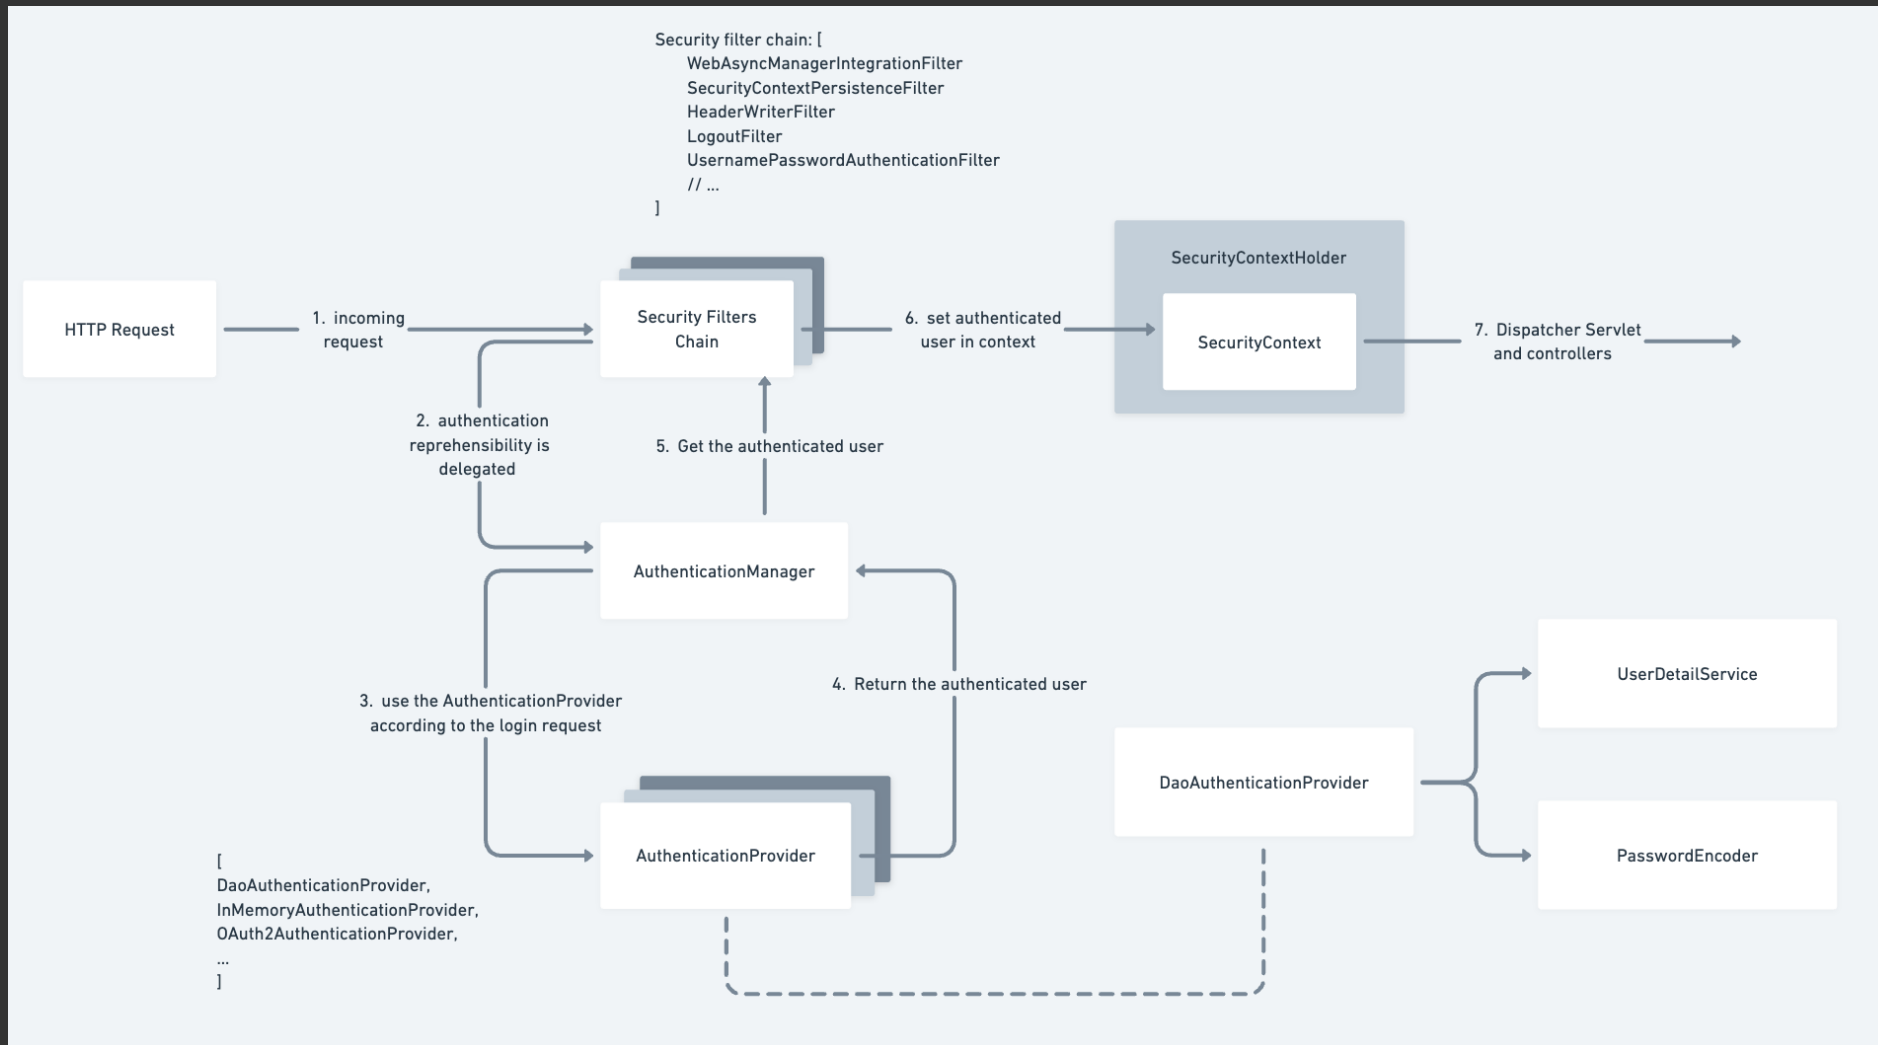 Security filter chain: [
WebAsyncManagerIntegrationFilter
SecurityContextPersistenceFilter
HeaderWriterFilter
LogoutFilter
UsernamePasswordAuthenticationFilter
// ...
]
HTTP Request
1. incoming
request
Security Filters
Chain
6. set authenticated
user in context
SecurityContextHolder
SecurityContext
7. Dispatcher Servlet
and controllers
2. authentication
reprehensibility is
delegated
5. Get the authenticated user
AuthenticationManager
3. use the AuthenticationProvider
according to the login request
4. Return the authenticated user
AuthenticationProvider
[
DaoAuthenticationProvider,
InMemoryAuthenticationProvider,
OAuth2AuthenticationProvider,
...
]
DaoAuthenticationProvider
UserDetailService
PasswordEncoder